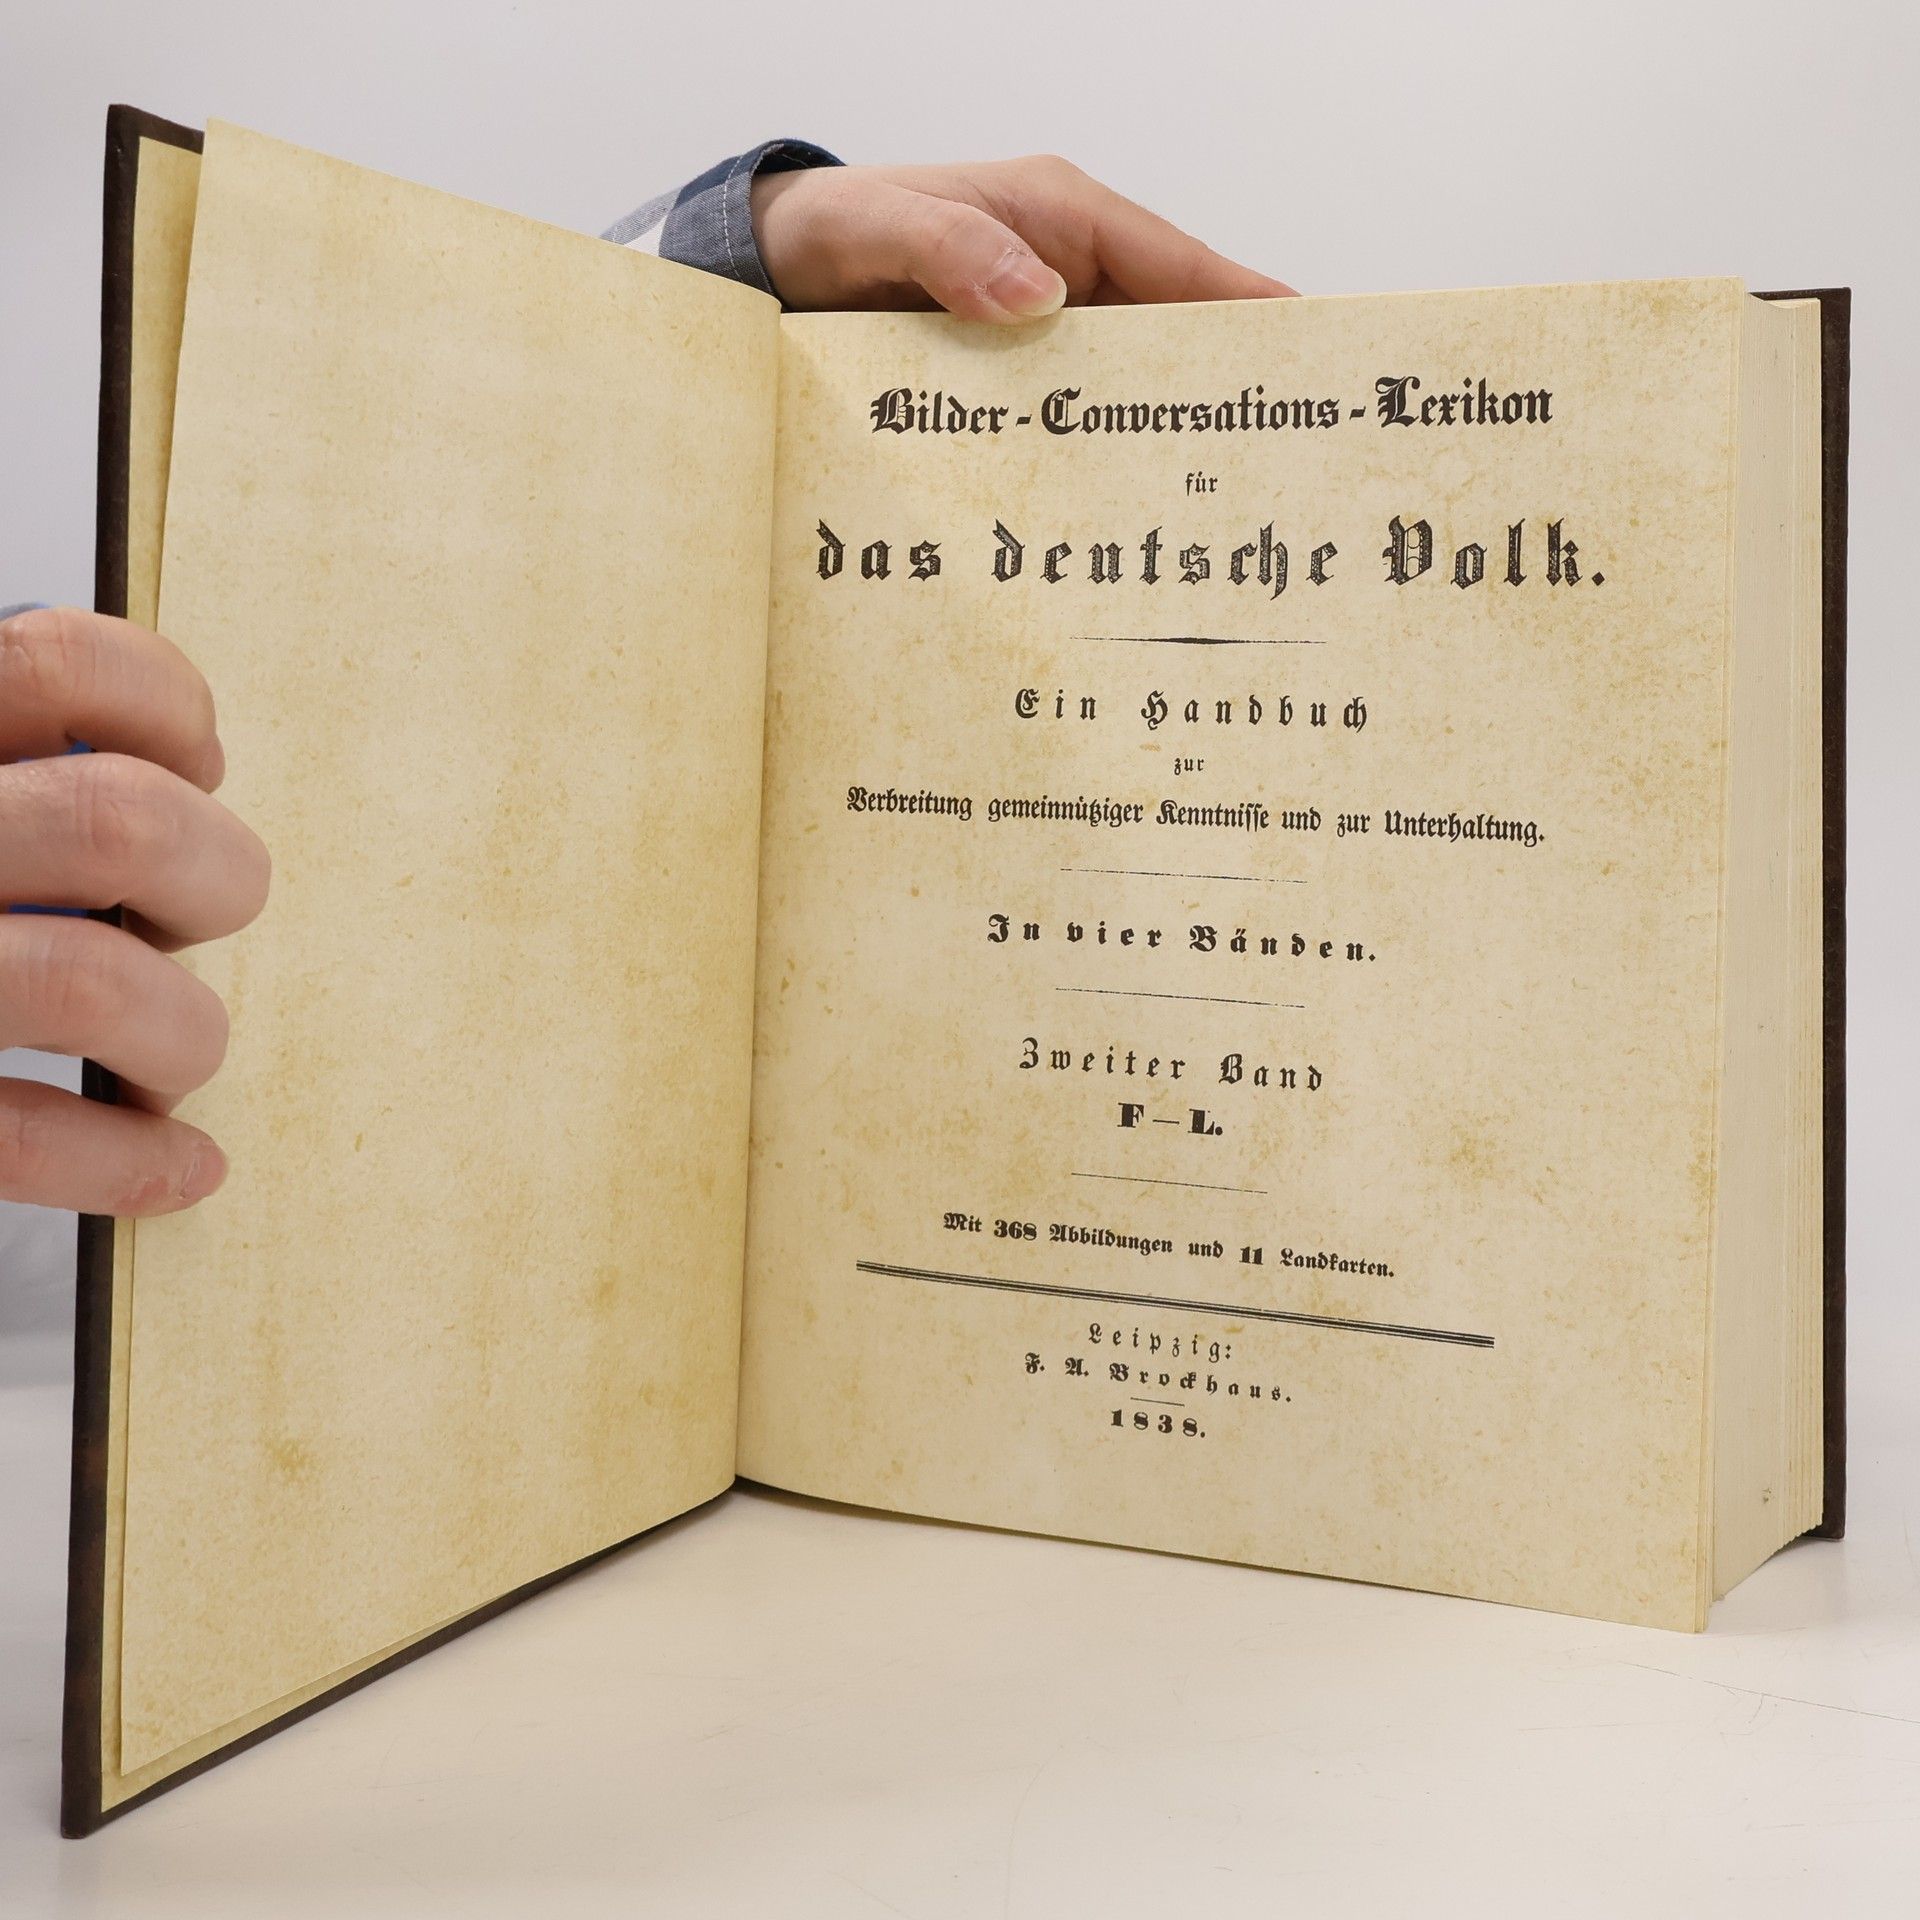 Bilder-Conversations-Lexikon
für
das deutsche Volk.
Ein Handbuch
zur
Verbreitung gemeinnütziger Kenntnisse und zur Unterhaltung.
In vier Bänden.
Zweiter Band
F—L.
Mit 368 Abbildungen und 11 Landkarten.
Leipzig:
F. A. Brockhaus.
1838.